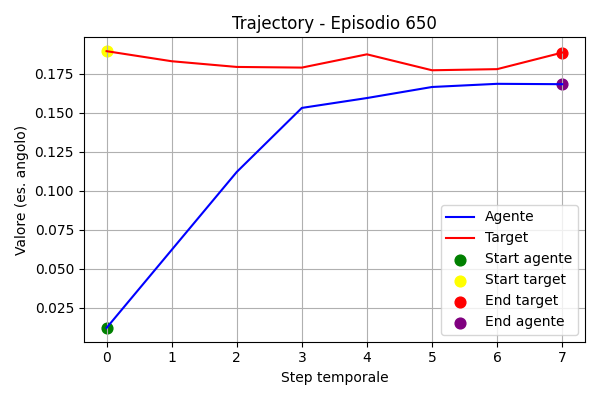 Trajectory - Episodio 650
Valore (es. angolo)
0.175
0.150
0.125
0.100
0.075
0.050
0.025
0 1 2 3 4 5 6 7
Step temporale
Agente
Target
Start agente
Start target
End target
End agente